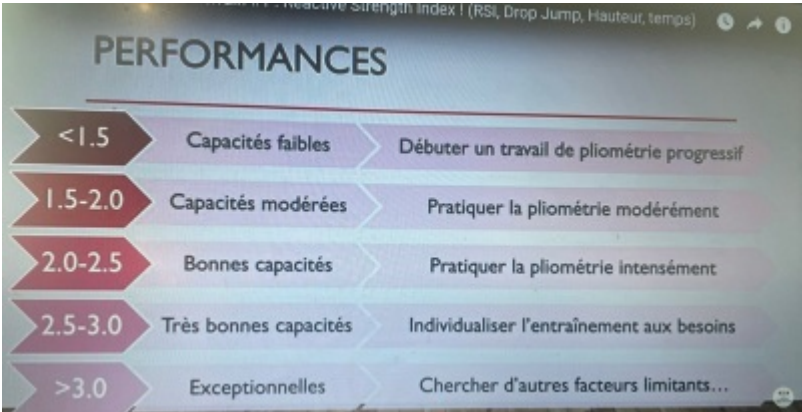 : Reactive Strength Index ! (RSI, Drop Jump, Hauteur, temps)
PERFORMANCES
<1.5 Capacités faibles Débuter un travail de pliométrie progressif
1.5-2.0 Capacités modérées Pratiquer la pliométrie modérément
2.0-2.5 Bonnes capacités Pratiquer la pliométrie intensément
2.5-3.0 Très bonnes capacités Individualiser l'entraînement aux besoins
>3.0 Exceptionnelles Chercher d'autres facteurs limitants...